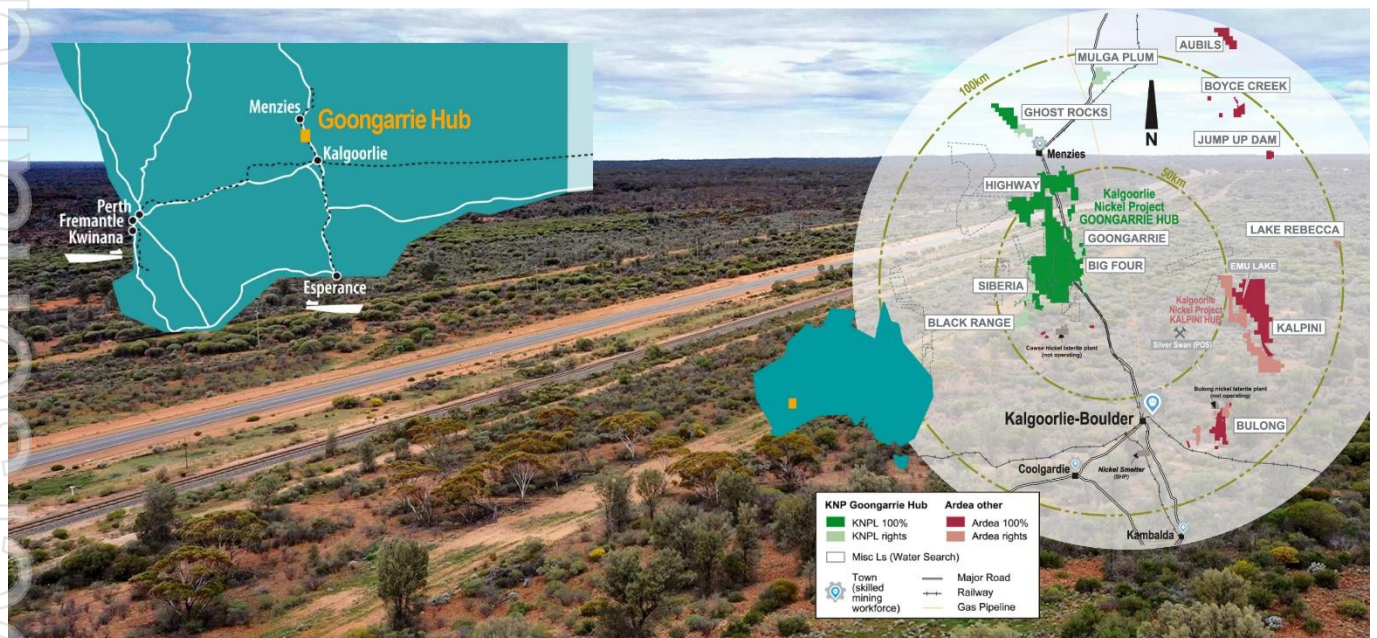 Menzies
Goongarrie Hub
Kalgoorlie
Perth
Fremantle
Kwinana
Esperance
AUBILS
MULGA PLUM
100km
BOYCE CREEK
GHOST ROCKS
N
JUMP UP DAM
Menzies
50km
HIGHWAY
Kalgoorlie
Nickel Project
GOONGARRIE HUB
LAKE REBECCA
GOONGARRIE
BIG FOUR
EMU LAKE
SIBERIA
Kalgoorlie
Nickel Project
KALPINI HUB
KALPINI
BLACK RANGE
Silver Swan (POS)
Cawse nickel laterite plant
(not operating)
Bulong nickel laterite plant
(not operating)
Kalgoorlie-Boulder
BULONG
Coolgardie
Nickel Smelter
(BHP)
Kambalda
KNP Goongarrie Hub
KNPL 100%
KNPL rights
Ardea other
Ardea 100%
Ardea rights
Misc Ls (Water Search)
Town
(skilled
mining
workforce)
Major Road
Railway
Gas Pipeline